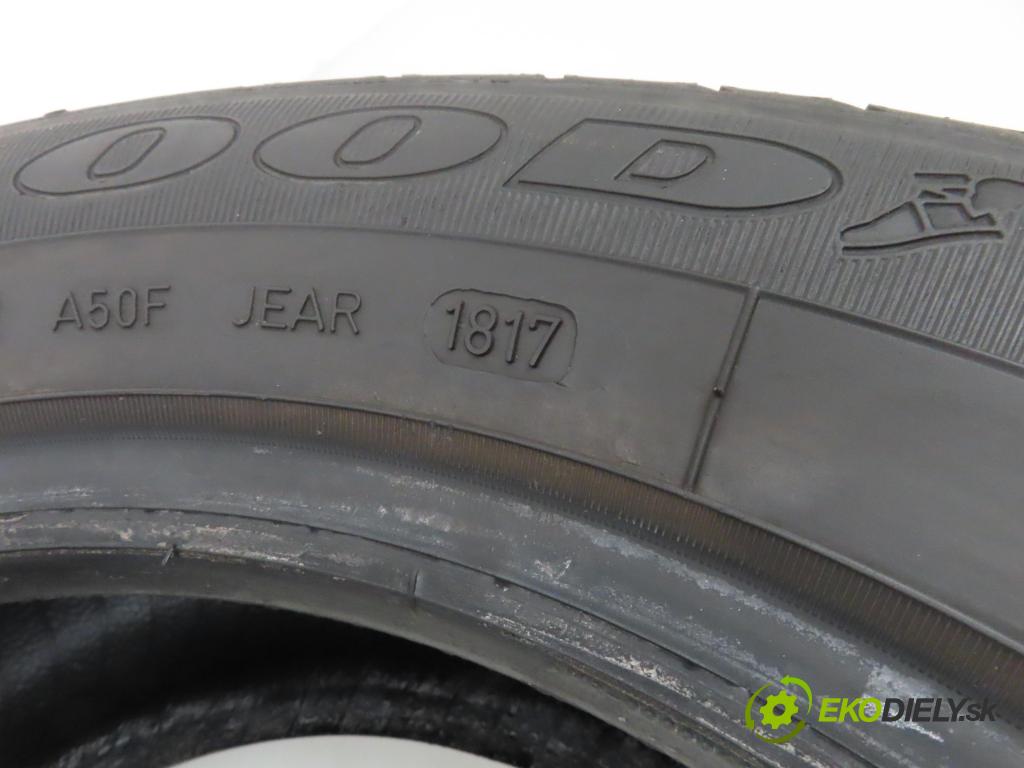 OOD
A50F JEAR 1817
EKODIELY.sk